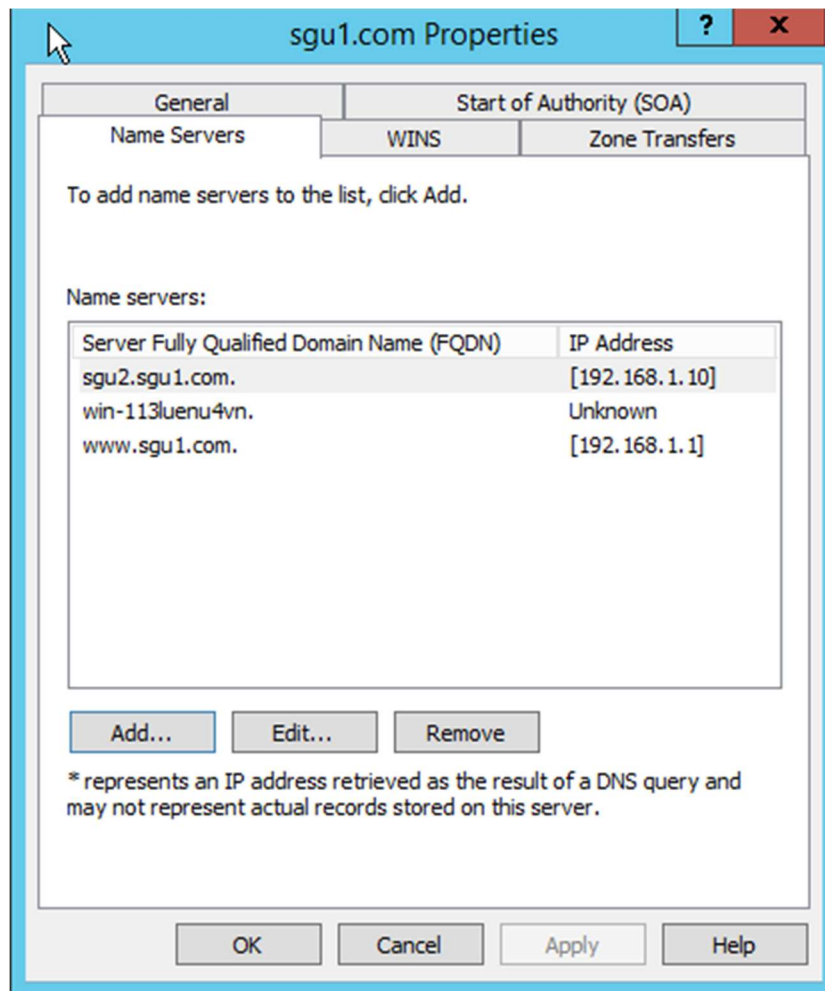 sgu1.com Properties
?
x
General
Start of Authority (SOA)
Name Servers
WINS
Zone Transfers
To add name servers to the list, click Add.
Name servers:
Server Fully Qualified Domain Name (FQDN) IP Address
sgu2.sgu1.com. [192.168.1.10]
win-113luenu4vn. Unknown
www.sgu1.com. [192.168.1.1]
Add...
Edit...
Remove
* represents an IP address retrieved as the result of a DNS query and
may not represent actual records stored on this server.
OK
Cancel
Apply
Help